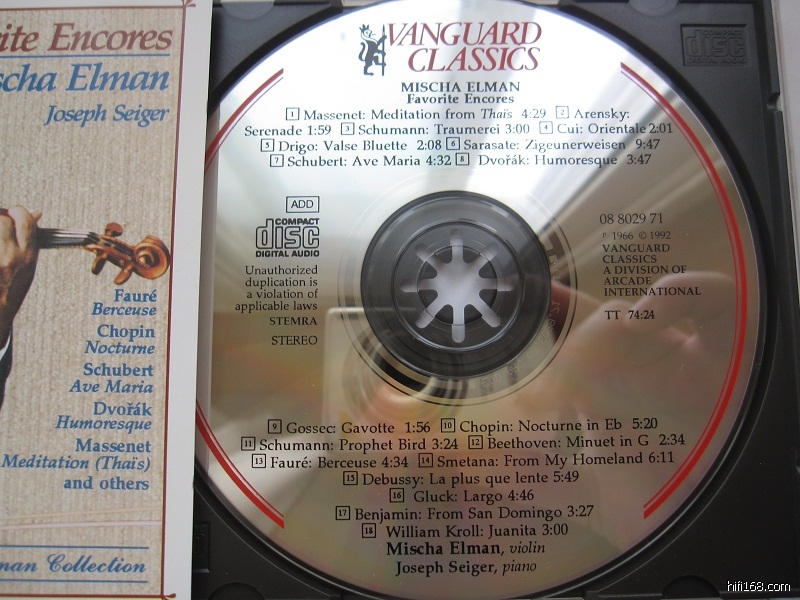 rite Encores
scha Elman
Joseph Seiger
Fauré
Berceuse
Chopin
Nocturne
Schubert
Ave Maria
Dvořák
Humoresque
Massenet
Meditation (Thaïs)
and others
man Collection
VANGUARD
CLASSICS
MISCHA ELMAN
Favorite Encores
1 Massenet: Meditation from Thaïs 4:29 2 Arensky:
Serenade 1:59 3 Schumann: Traumerei 3:00 4 Cui: Orientale 2:01
5 Drigo: Valse Bluette 2:08 6 Sarasate: Zigeunerweisen 9:47
7 Schubert: Ave Maria 4:32 8 Dvořák: Humoresque 3:47
ADD
COMPACT
disc
DIGITAL AUDIO
Unauthorized
duplication is
a violation of
applicable laws
STEMRA
STEREO
08 8029 71
℗ 1966 © 1992
VANGUARD
CLASSICS
A DIVISION OF
ARCADE
INTERNATIONAL
TT 74:24
9 Gossec: Gavotte 1:56 10 Chopin: Nocturne in Eb 5:20
11 Schumann: Prophet Bird 3:24 12 Beethoven: Minuet in G 2:34
13 Fauré: Berceuse 4:34 14 Smetana: From My Homeland 6:11
15 Debussy: La plus que lente 5:49
16 Gluck: Largo 4:46
17 Benjamin: From San Domingo 3:27
18 William Kroll: Juanita 3:00
Mischa Elman, violin
Joseph Seiger, piano
disc
hifi168.com